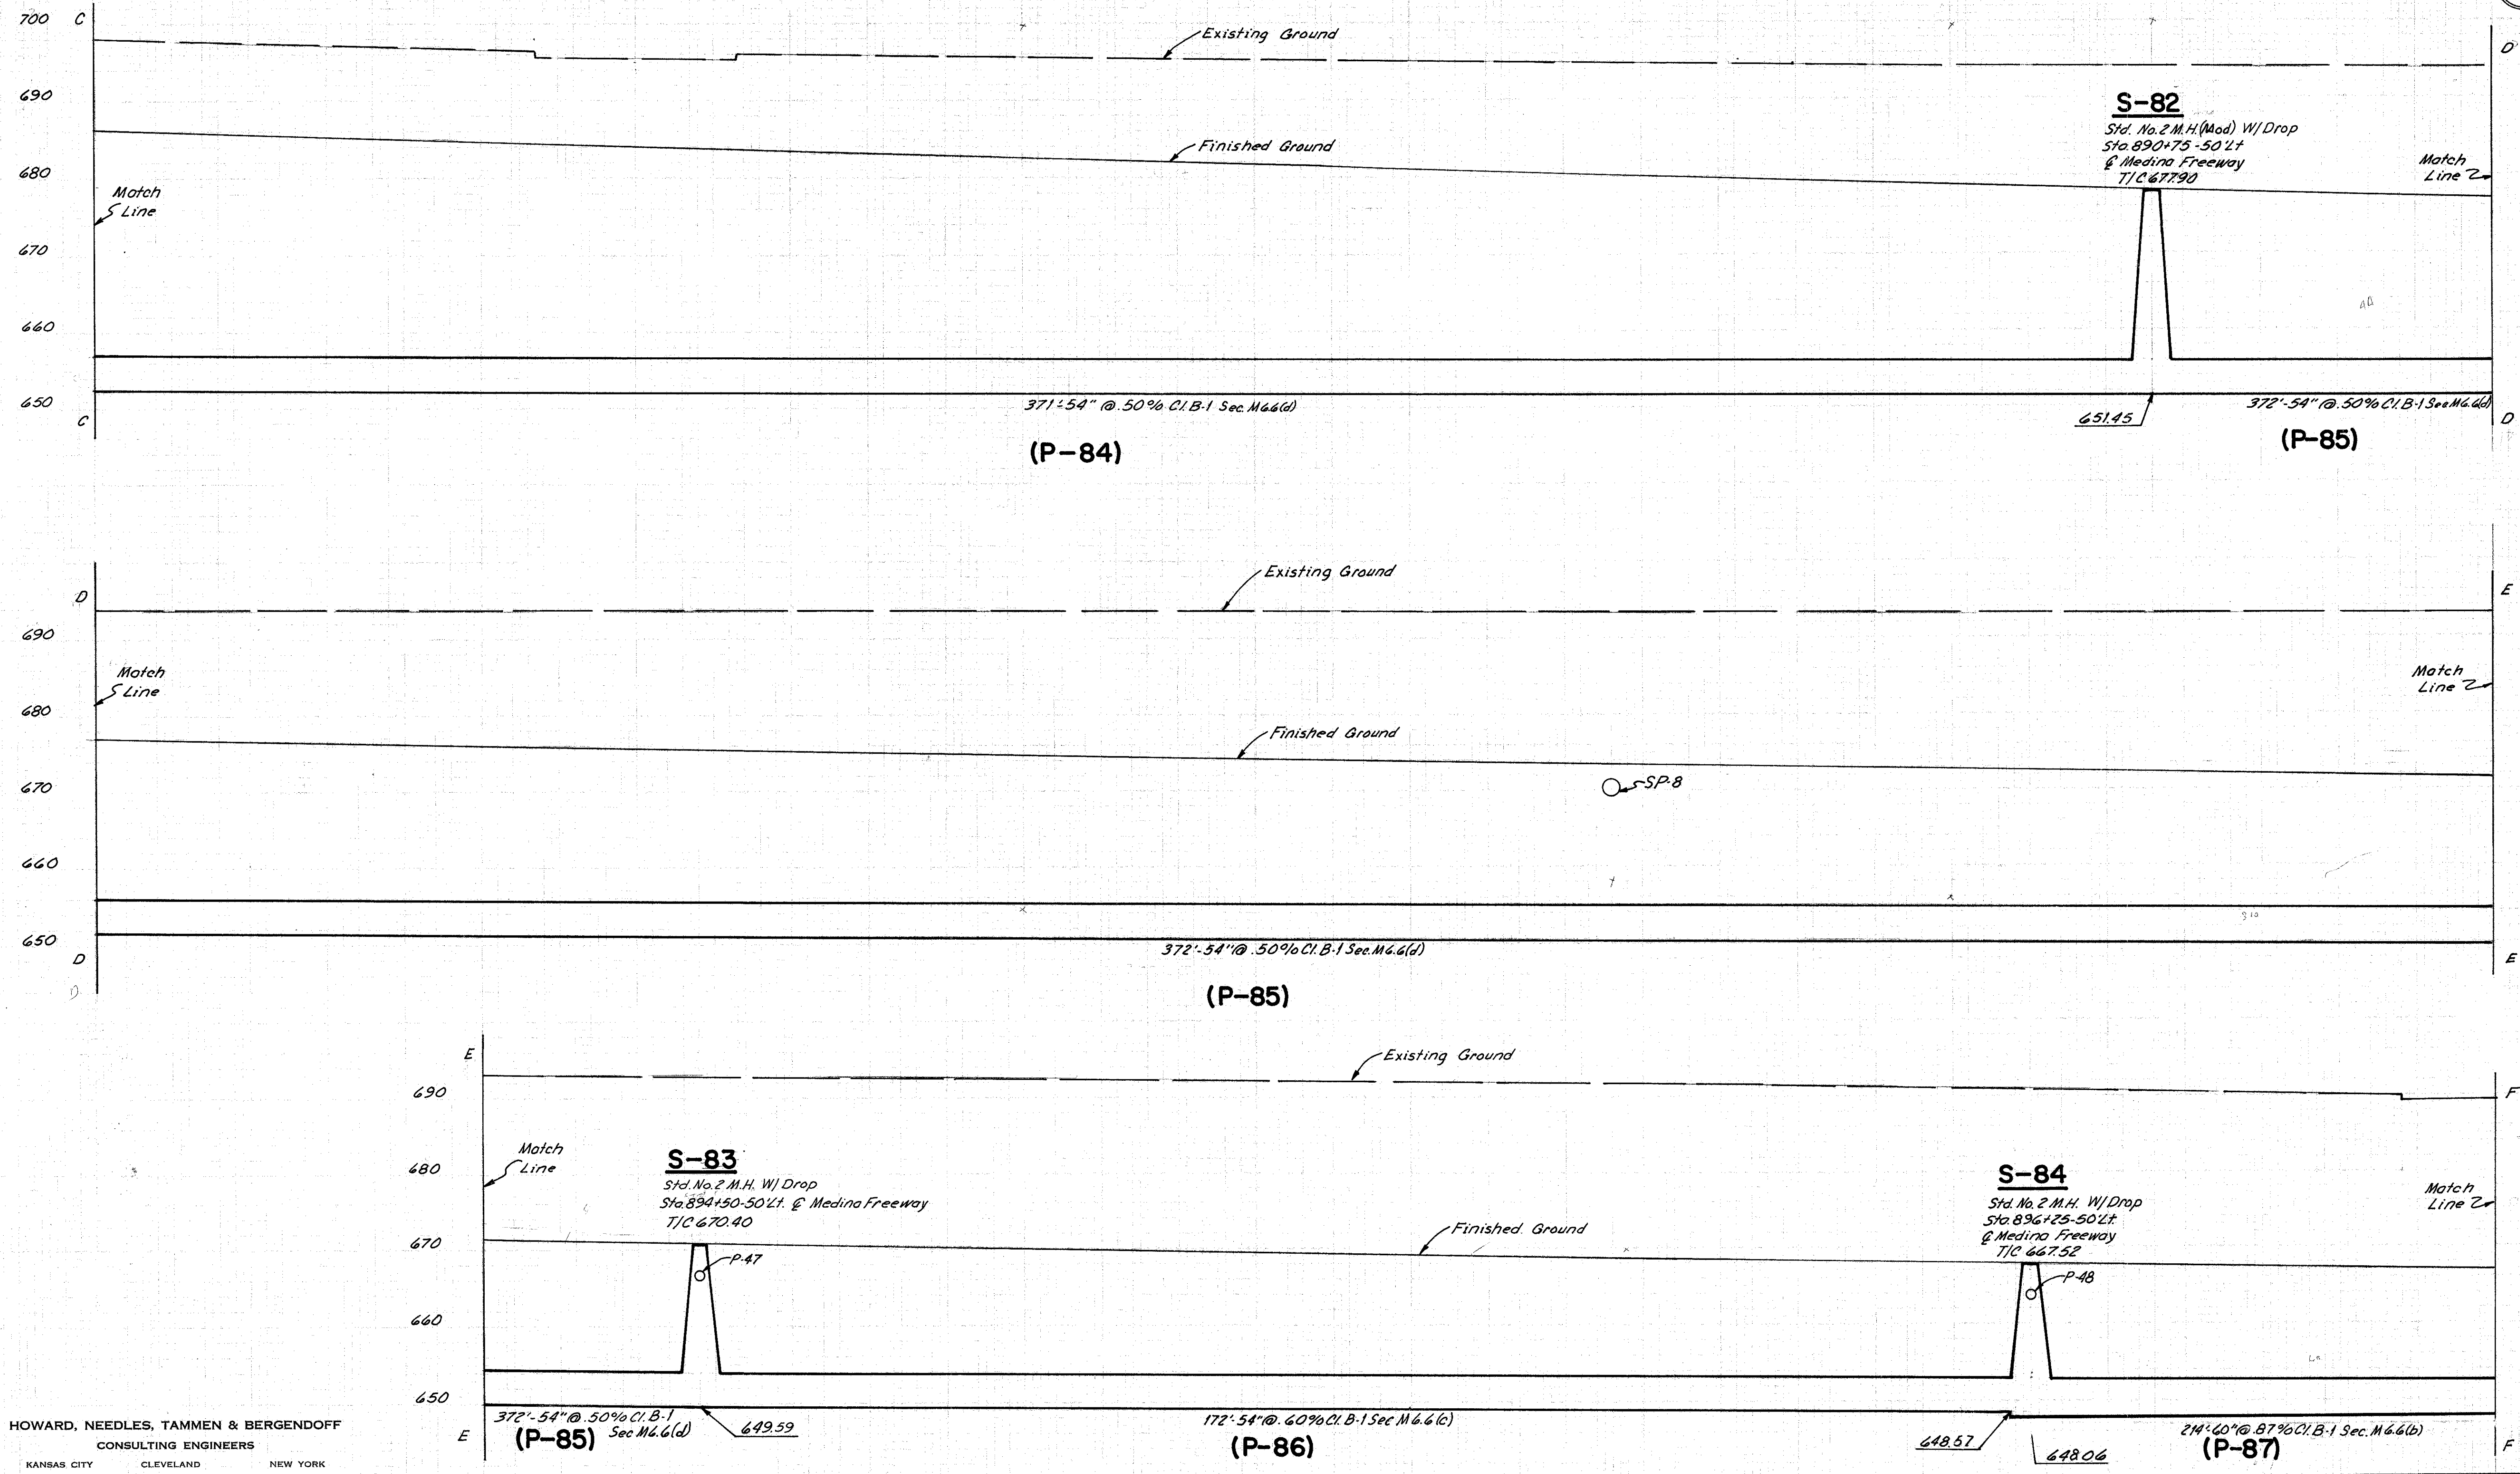 700 C
Existing Ground
D
690
S-82
Std. No. 2 M.H.(Mod) W/Drop
Sta. 890+75-50'Lt
℄ Medina Freeway
T/C 677.90
Finished Ground
680
Match
Line
Match
Line
670
660
650
C
371'-54" @ .50% Cl. B-1 Sec. M6.6(d)
(P-84)
651.45
372'-54" @ .50% Cl. B-1 Sec M6.6(d)
(P-85)
D
D
Existing Ground
E
690
Match
Line
Match
Line
680
Finished Ground
670
SP-8
660
650
D
372'-54" @ .50% Cl. B-1 Sec. M6.6(d)
(P-85)
E
E
Existing Ground
690
F
Match
Line
680
S-83
Std. No. 2 M.H. W/Drop
Sta. 894+50-50'Lt. ℄ Medina Freeway
T/C 670.40
S-84
Std. No. 2 M.H. W/Drop
Sta. 896+25-50'Lt.
℄ Medina Freeway
T/C 667.52
Match
Line
670
Finished Ground
P-47
P-48
660
650
E
372'-54" @ .50% Cl. B-1
Sec M6.6(d)
(P-85)
649.59
172'-54" @ .60% Cl. B-1 Sec M6.6(c)
(P-86)
648.57
648.06
214'-60" @ .87% Cl. B-1 Sec. M6.6(b)
(P-87)
F
HOWARD, NEEDLES, TAMMEN & BERGENDOFF
CONSULTING ENGINEERS
KANSAS CITY CLEVELAND NEW YORK